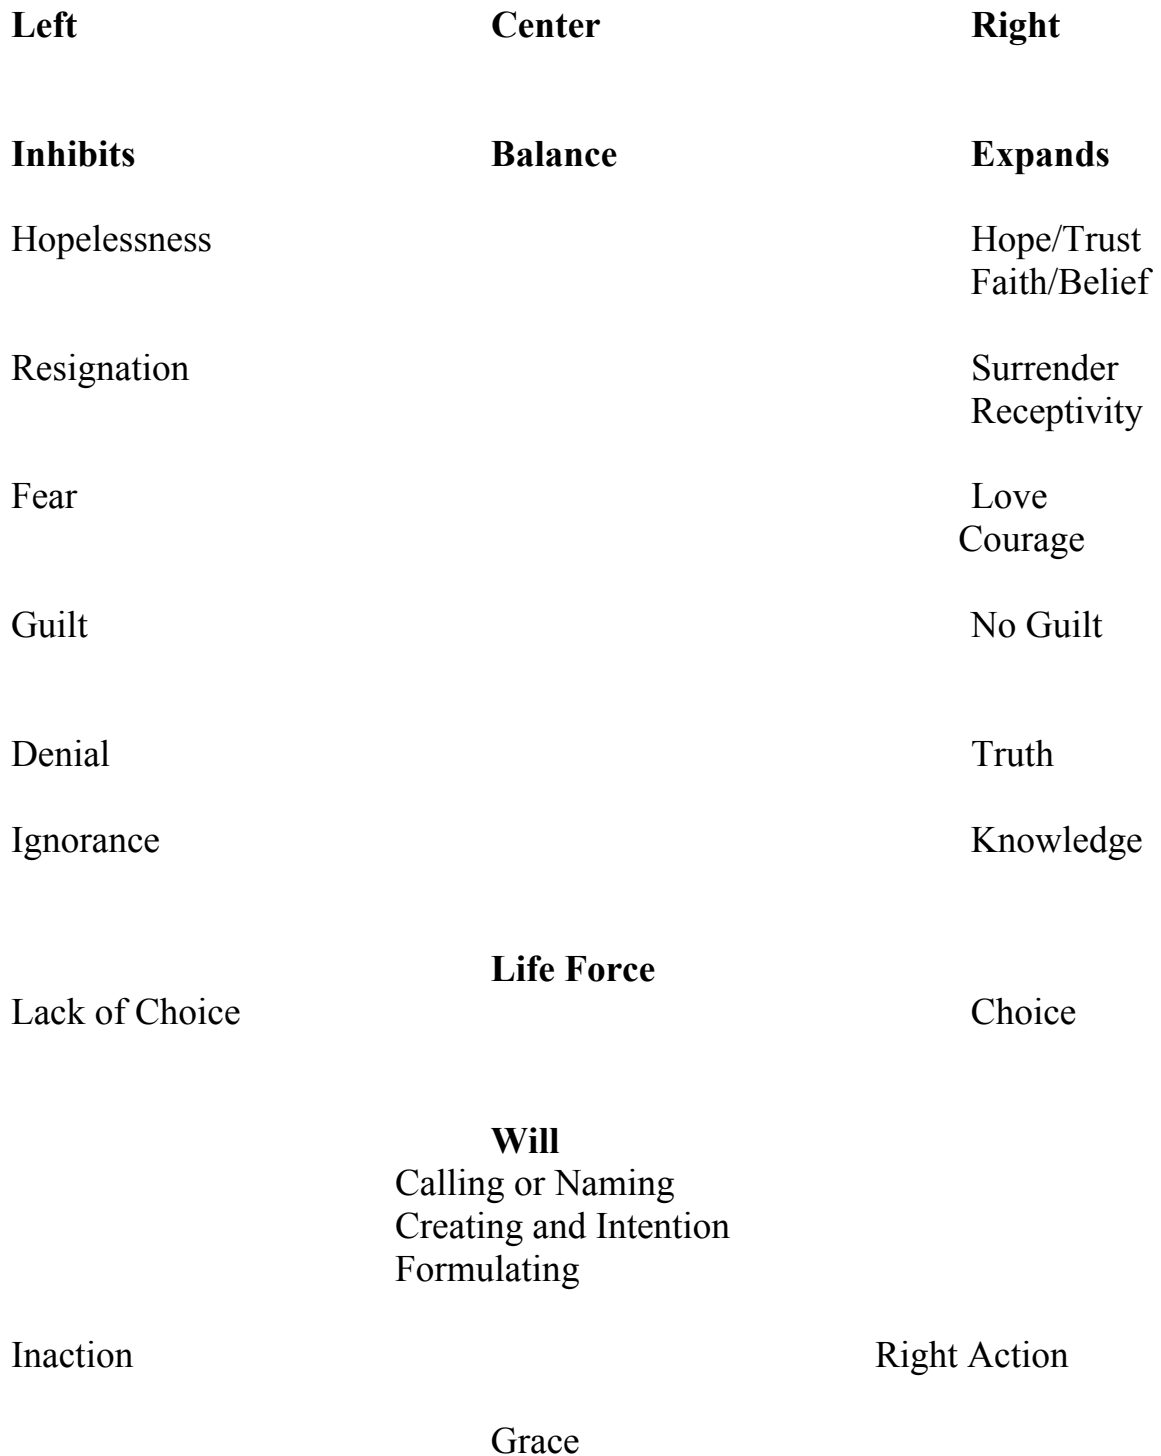 Left Center Right
Inhibits Balance Expands
Hopelessness Hope/Trust
Faith/Belief
Resignation Surrender
Receptivity
Fear Love
Courage
Guilt No Guilt
Denial Truth
Ignorance Knowledge
Life Force
Lack of Choice Choice
Will
Calling or Naming
Creating and Intention
Formulating
Inaction Right Action
Grace